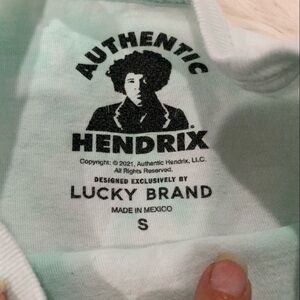 AUTHENTIC
HENDRIX
Copyright: © 2021, Authentic Hendrix, LLC.
All Rights Reserved.
DESIGNED EXCLUSIVELY BY
LUCKY BRAND
MADE IN MEXICO
S